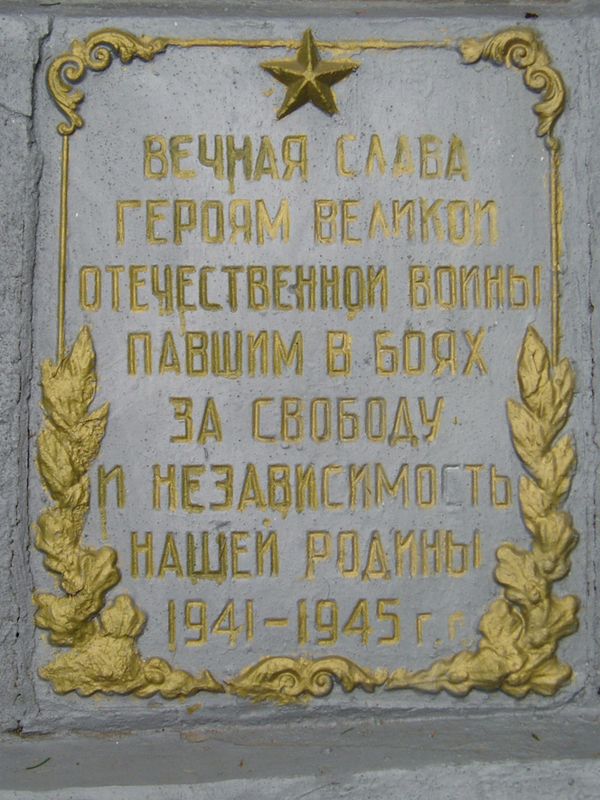 ВЕЧНАЯ СЛАВА
ГЕРОЯМ ВЕЛИКОЙ
ОТЕЧЕСТВЕННОЙ ВОЙНЫ
ПАВШИМ В БОЯХ
ЗА СВОБОДУ
И НЕЗАВИСИМОСТЬ
НАШЕЙ РОДИНЫ
1941-1945 г.г.